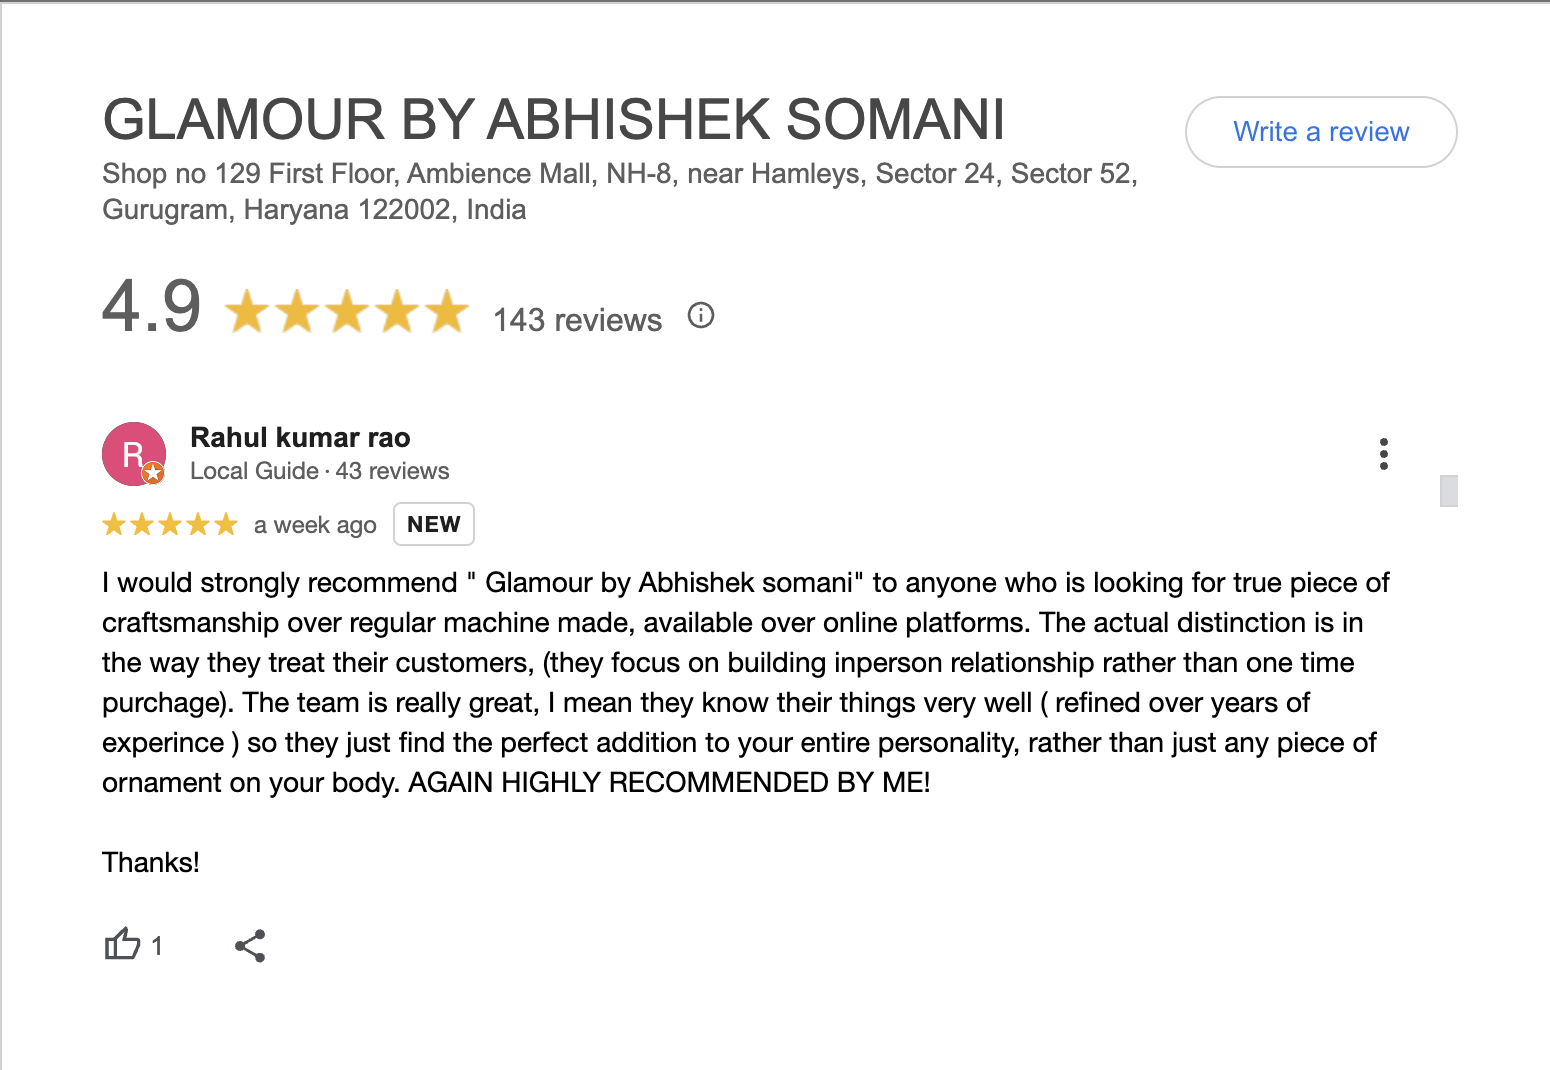 GLAMOUR BY ABHISHEK SOMANI
Write a review
Shop no 129 First Floor, Ambience Mall, NH-8, near Hamleys, Sector 24, Sector 52,
Gurugram, Haryana 122002, India
4.9 143 reviews
R
Rahul kumar rao
Local Guide · 43 reviews
a week ago NEW
I would strongly recommend " Glamour by Abhishek somani" to anyone who is looking for true piece of
craftsmanship over regular machine made, available over online platforms. The actual distinction is in
the way they treat their customers, (they focus on building inperson relationship rather than one time
purchage). The team is really great, I mean they know their things very well ( refined over years of
experince ) so they just find the perfect addition to your entire personality, rather than just any piece of
ornament on your body. AGAIN HIGHLY RECOMMENDED BY ME!
Thanks!
1